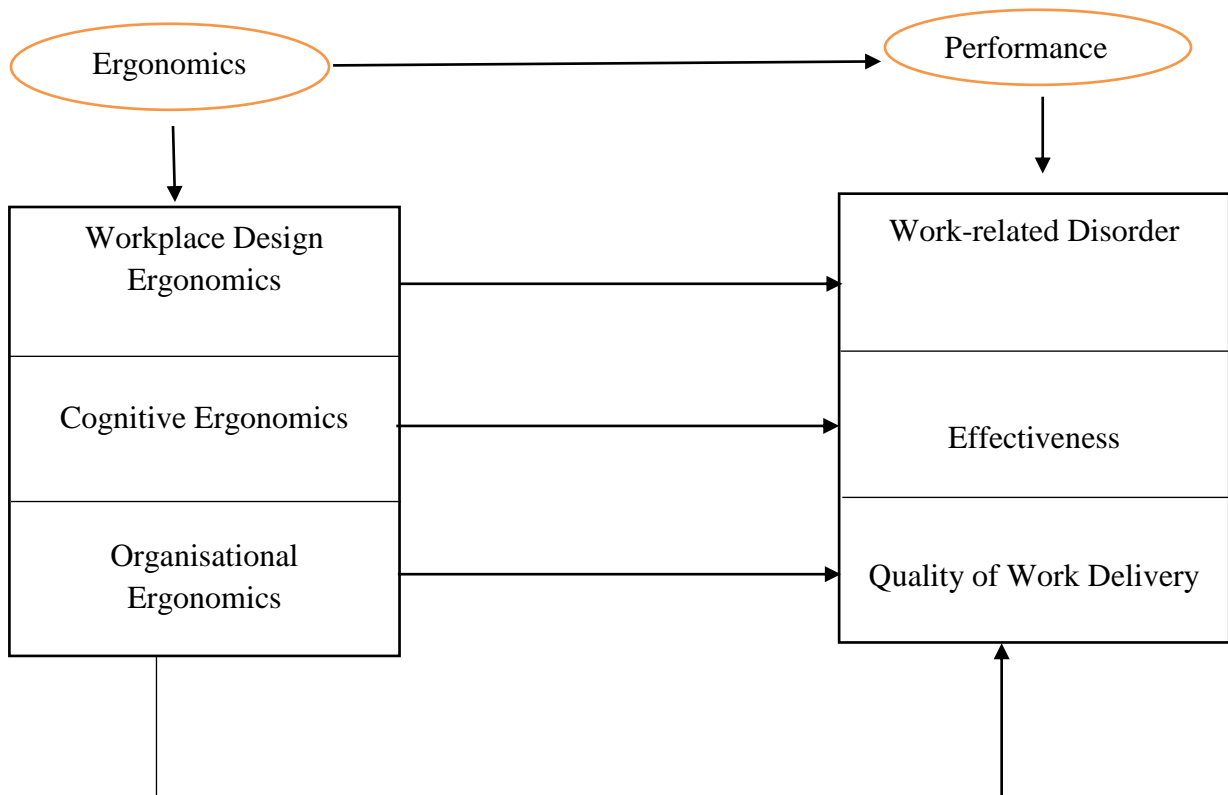 Ergonomics
Performance
Workplace Design
Ergonomics
Work-related Disorder
Cognitive Ergonomics
Effectiveness
Organisational
Ergonomics
Quality of Work Delivery